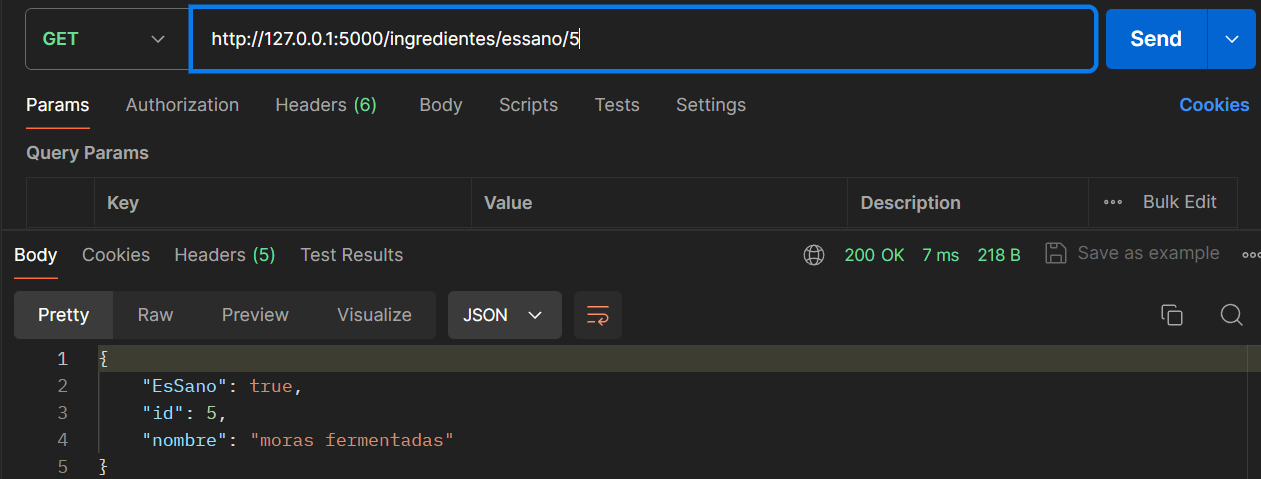 GET http://127.0.0.1:5000/ingredientes/essano/5 Send
Params Authorization Headers (6) Body Scripts Tests Settings Cookies
Query Params
Key Value Description Bulk Edit
Body Cookies Headers (5) Test Results 200 OK 7 ms 218 B Save as example
Pretty Raw Preview Visualize JSON
1 {
2 "EsSano": true,
3 "id": 5,
4 "nombre": "moras fermentadas"
5 }